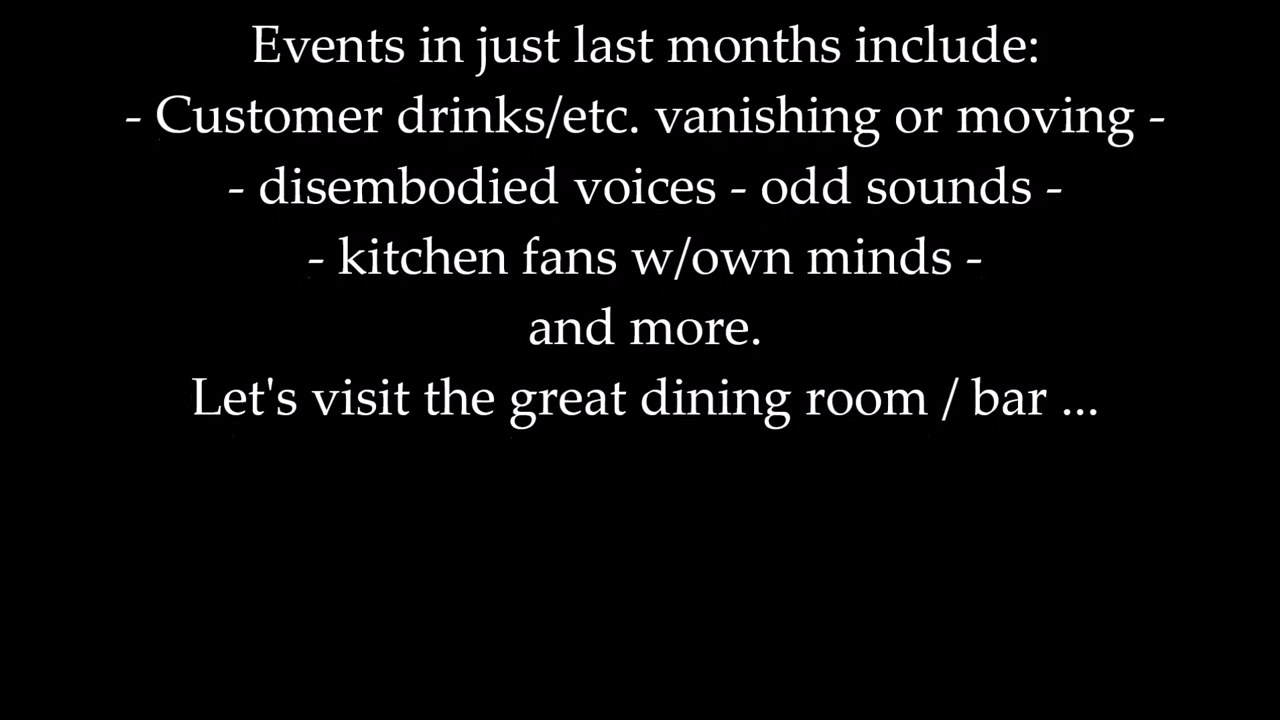 Events in just last months include:
- Customer drinks/etc. vanishing or moving -
- disembodied voices - odd sounds -
- kitchen fans w/own minds -
and more.
Let's visit the great dining room / bar ...